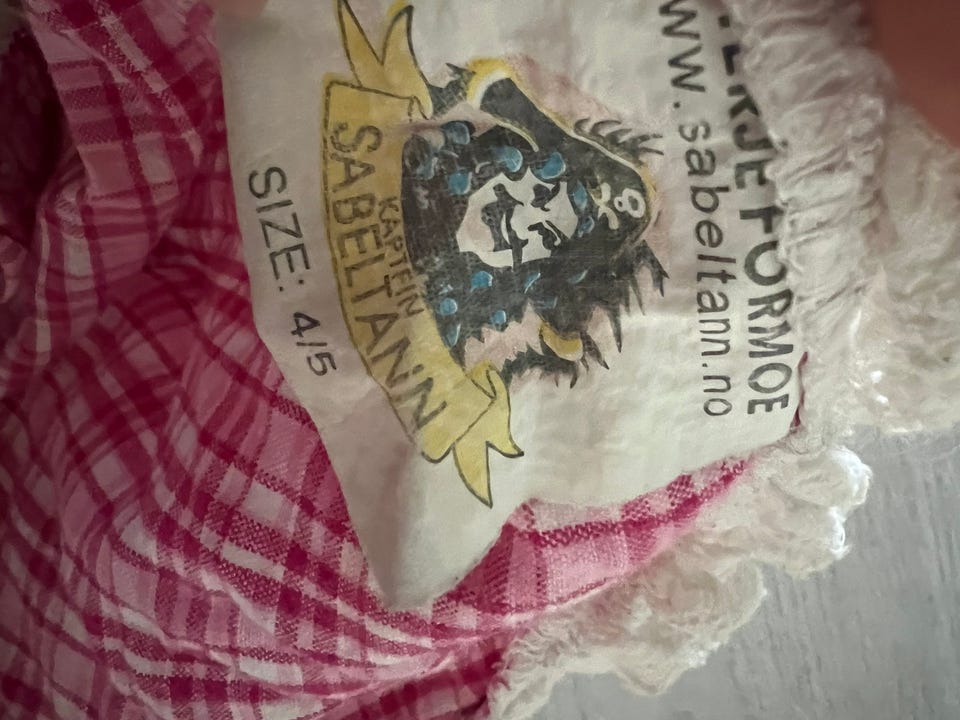 FORMOE
www.sabeltann.no
KAPTEIN
SABELTANN
SIZE: 4/5